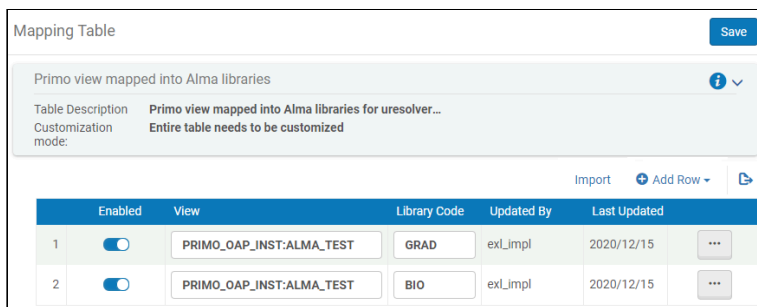 Mapping Table
Save
Primo view mapped into Alma libraries
Table Description Primo view mapped into Alma libraries for uresolver…
Customization mode: Entire table needs to be customized
Import Add Row
Enabled View Library Code Updated By Last Updated
1 PRIMO_OAP_INST:ALMA_TEST GRAD exl_impl 2020/12/15
2 PRIMO_OAP_INST:ALMA_TEST BIO exl_impl 2020/12/15